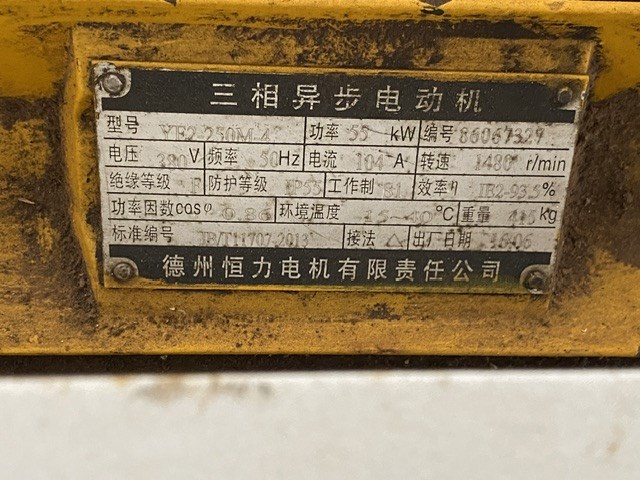 三相异步电动机
型号 YE2-250M-4 功率 55 kW 编号 86067329
电压 380 V 频率 50Hz 电流 104 A 转速 1480 r/min
绝缘等级 F 防护等级 IP55 工作制 S1 效率η IE2-93.5%
功率因数cosφ 0.86 环境温度 -15~40℃ 重量 kg
标准编号 JB/T11707-2013 接法 △ 出厂日期 15.06
德州恒力电机有限责任公司